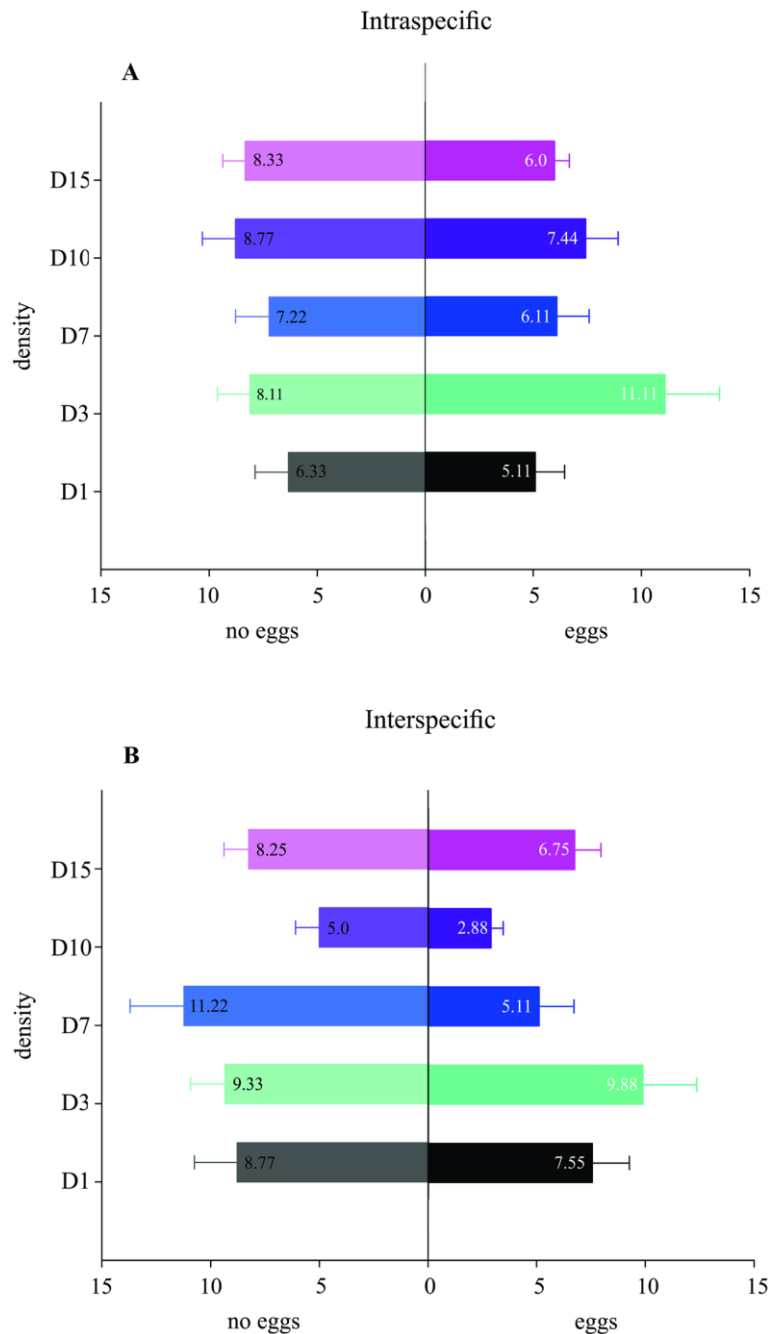 Intraspecific
A
D15
8.33
6.0
D10
8.77
7.44
D7
7.22
6.11
density
D3
8.11
11.11
D1
6.33
5.11
15
10
5
0
5
10
15
no eggs
eggs
Interspecific
B
D15
8.25
6.75
D10
5.0
2.88
D7
11.22
5.11
density
D3
9.33
9.88
D1
8.77
7.55
15
10
5
0
5
10
15
no eggs
eggs